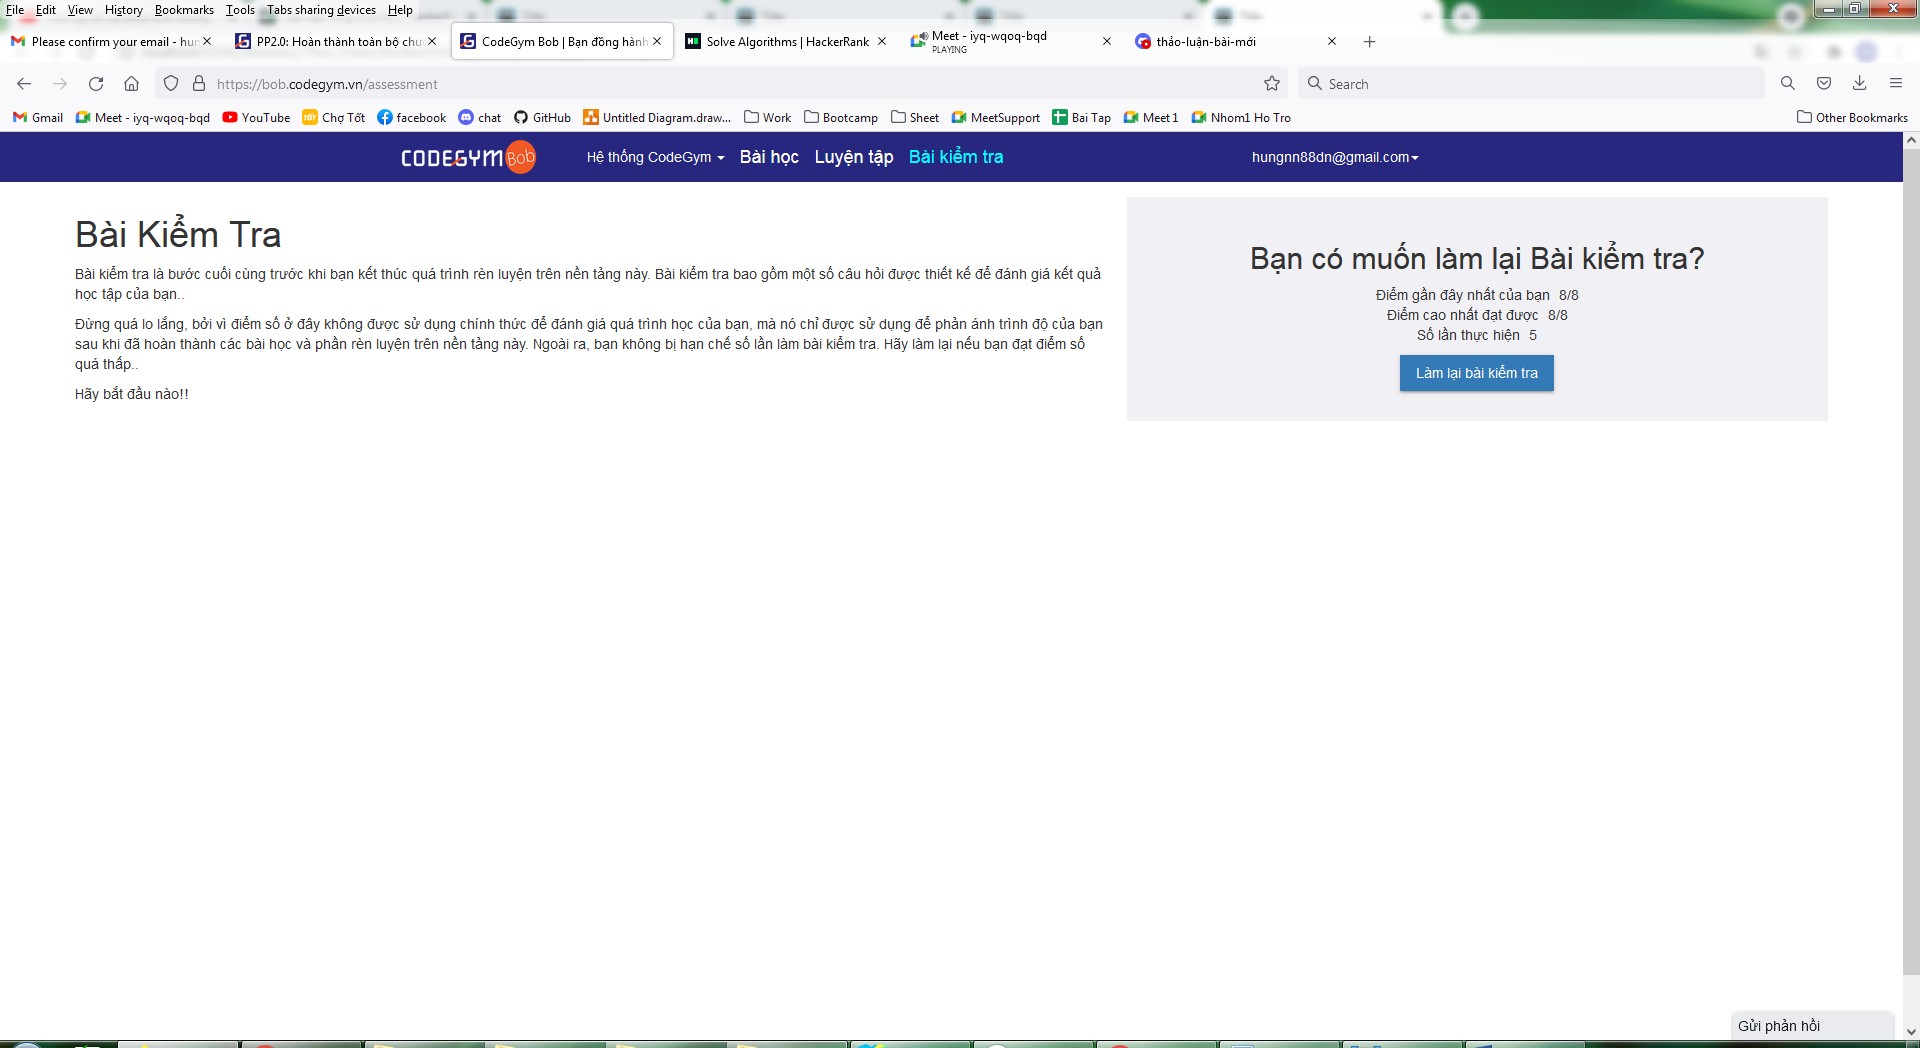 File Edit View History Bookmarks Tools Tabs sharing devices Help
Please confirm your email - hun
PP2.0: Hoàn thành toàn bộ chư
CodeGym Bob | Bạn đồng hành
Solve Algorithms | HackerRank
Meet - iyq-wqoq-bqd
PLAYING
thảo-luận-bài-mới
https://bob.codegym.vn/assessment
Search
Gmail Meet - iyq-wqoq-bqd YouTube Chợ Tốt facebook chat GitHub Untitled Diagram.draw... Work Bootcamp Sheet MeetSupport Bai Tap Meet 1 Nhom1 Ho Tro Other Bookmarks
CODEGYM Bob Hệ thống CodeGym Bài học Luyện tập Bài kiểm tra hungnn88dn@gmail.com
Bài Kiểm Tra
Bài kiểm tra là bước cuối cùng trước khi bạn kết thúc quá trình rèn luyện trên nền tảng này. Bài kiểm tra bao gồm một số câu hỏi được thiết kế để đánh giá kết quả
học tập của bạn..
Đừng quá lo lắng, bởi vì điểm số ở đây không được sử dụng chính thức để đánh giá quá trình học của bạn, mà nó chỉ được sử dụng để phản ánh trình độ của bạn
sau khi đã hoàn thành các bài học và phần rèn luyện trên nền tảng này. Ngoài ra, bạn không bị hạn chế số lần làm bài kiểm tra. Hãy làm lại nếu bạn đạt điểm số
quá thấp..
Hãy bắt đầu nào!!
Bạn có muốn làm lại Bài kiểm tra?
Điểm gần đây nhất của bạn 8/8
Điểm cao nhất đạt được 8/8
Số lần thực hiện 5
Làm lại bài kiểm tra
Gửi phản hồi